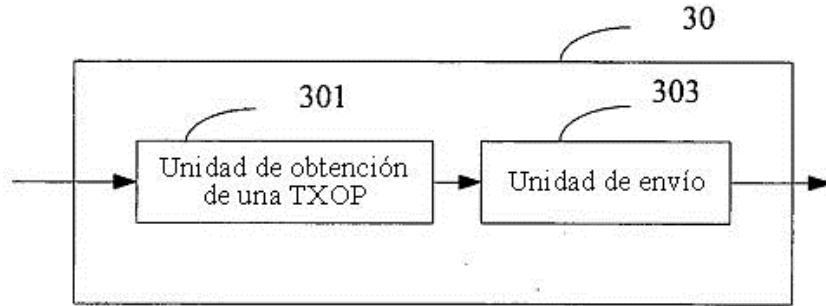 30
301
303
Unidad de obtención
de una TXOP
Unidad de envío